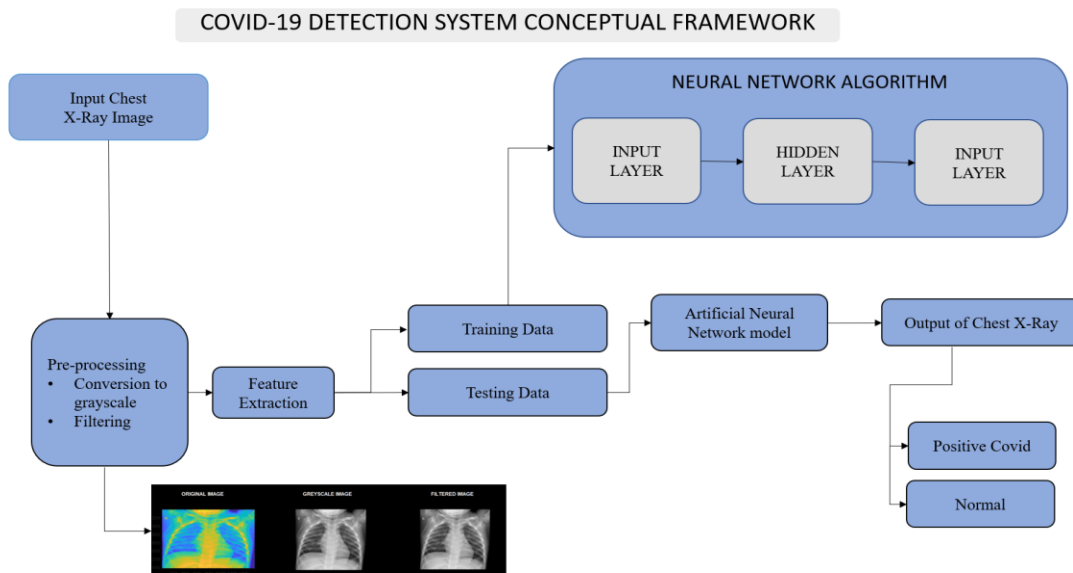 COVID-19 DETECTION SYSTEM CONCEPTUAL FRAMEWORK
Input Chest
X-Ray Image
NEURAL NETWORK ALGORITHM
INPUT
LAYER
HIDDEN
LAYER
INPUT
LAYER
Pre-processing
• Conversion to
grayscale
• Filtering
Feature
Extraction
Training Data
Testing Data
Artificial Neural
Network model
Output of Chest X-Ray
Positive Covid
Normal
ORIGINAL IMAGE
GREYSCALE IMAGE
FILTERED IMAGE